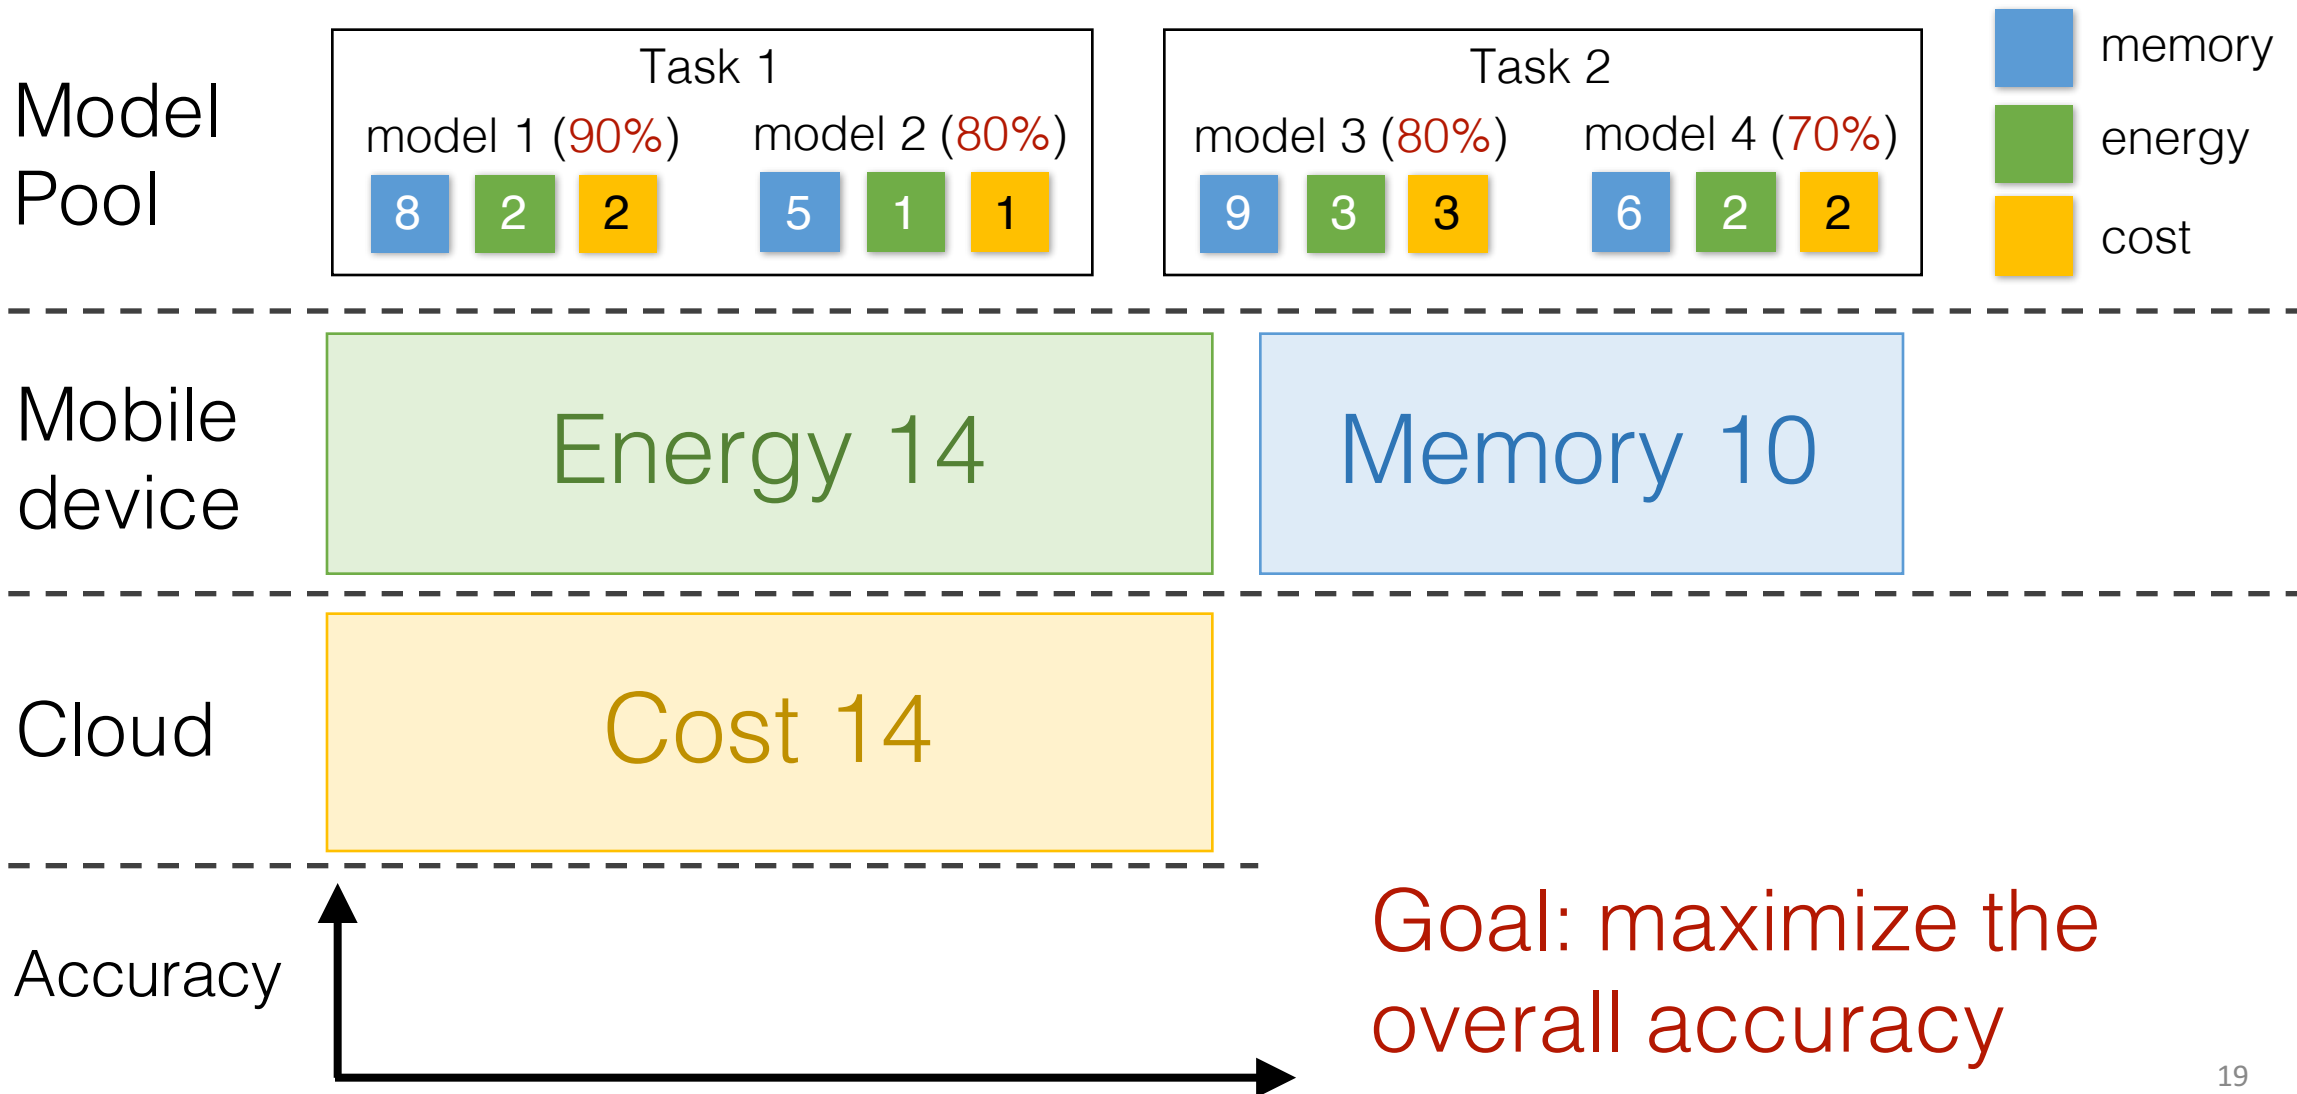 Model
Pool
Task 1
model 1 (90%)
model 2 (80%)
8 2 2
5 1 1
Task 2
model 3 (80%)
model 4 (70%)
9 3 3
6 2 2
memory
energy
cost
Mobile
device
Energy 14
Memory 10
Cloud
Cost 14
Accuracy
Goal: maximize the
overall accuracy
19